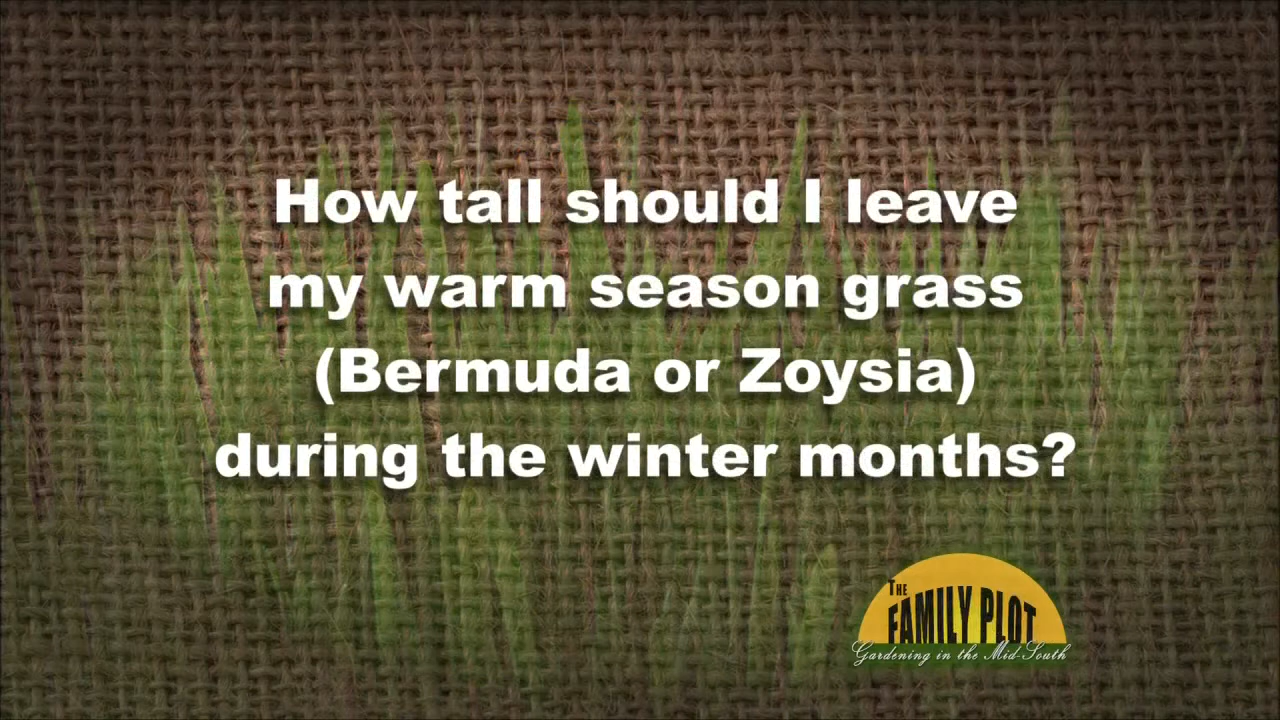 How tall should I leave
my warm season grass
(Bermuda or Zoysia)
during the winter months?
THE
FAMILY PLOT
Gardening in the Mid-South